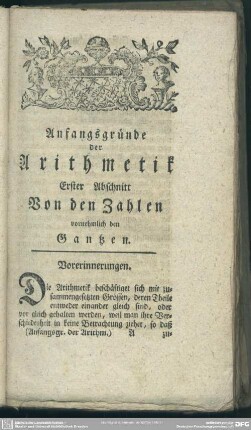 Anfangsgründe
der
Arithmetik
Erster Abschnitt
Von den Zahlen
vornehmlich den
Gantzen.
Vorerinnerungen.
Die Arithmetik beschäftiget sich mit zu-
sammengesetzten Größen, deren Theile
entweder einander gleich sind, oder
vor gleich gehalten werden, weil man ihre Ver-
schiedenheit in keine Betrachtung ziehet, so daß
(Anfangsgr. der Arithm.) A zu-